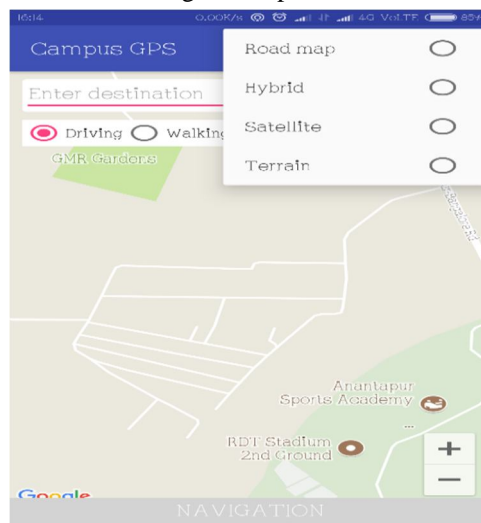 16:14 0.00K/s 4G VoLTE 85%
Campus GPS
Road map
Hybrid
Satellite
Terrain
Enter destination
Driving Walking
GMR Gardens
Anantapur
Sports Academy
RDT Stadium
2nd Ground
...
+
−
Google
NAVIGATION